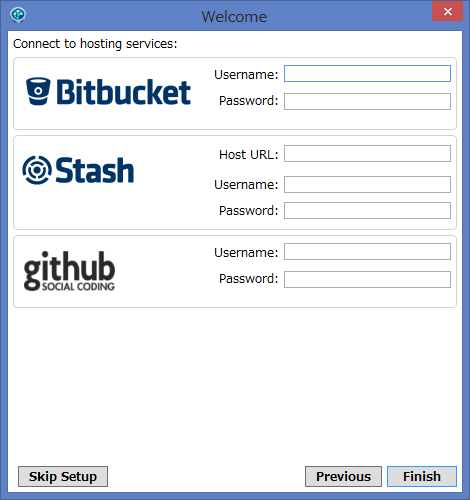 Welcome
Connect to hosting services:
Bitbucket
Username:
Password:
Stash
Host URL:
Username:
Password:
github
SOCIAL CODING
Username:
Password:
Skip Setup
Previous
Finish